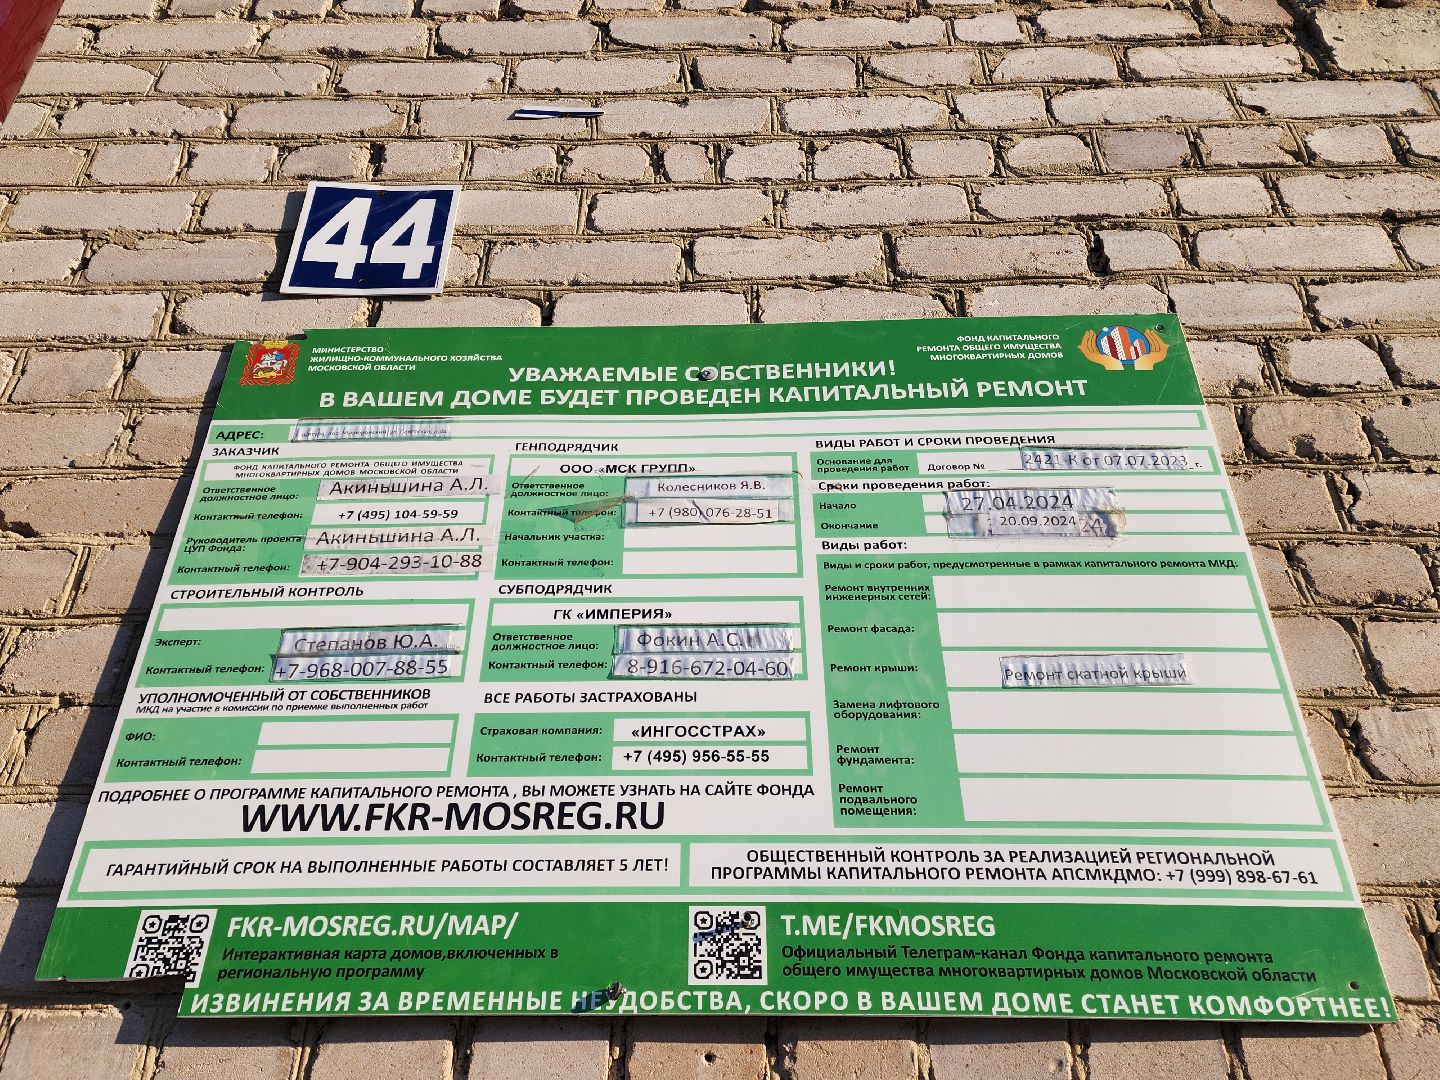 44
МИНИСТЕРСТВО
ЖИЛИЩНО-КОММУНАЛЬНОГО ХОЗЯЙСТВА
МОСКОВСКОЙ ОБЛАСТИ
ФОНД КАПИТАЛЬНОГО
РЕМОНТА ОБЩЕГО ИМУЩЕСТВА
МНОГОКВАРТИРНЫХ ДОМОВ
УВАЖАЕМЫЕ СОБСТВЕННИКИ!
В ВАШЕМ ДОМЕ БУДЕТ ПРОВЕДЕН КАПИТАЛЬНЫЙ РЕМОНТ
АДРЕС:
ЗАКАЗЧИК
ФОНД КАПИТАЛЬНОГО РЕМОНТА ОБЩЕГО ИМУЩЕСТВА
МНОГОКВАРТИРНЫХ ДОМОВ МОСКОВСКОЙ ОБЛАСТИ
Ответственное
должностное лицо: Акиньшина А.Л.
Контактный телефон: +7 (495) 104-59-59
Руководитель проекта
ЦУП Фонда: Акиньшина А.Л.
Контактный телефон: +7-904-293-10-88
СТРОИТЕЛЬНЫЙ КОНТРОЛЬ
Эксперт: Степанов Ю.А.
Контактный телефон: +7-968-007-88-55
УПОЛНОМОЧЕННЫЙ ОТ СОБСТВЕННИКОВ
МКД на участие в комиссии по приемке выполненных работ
ФИО:
Контактный телефон:
ГЕНПОДРЯДЧИК
ООО «МСК ГРУПП»
Ответственное
должностное лицо: Колесников Я.В.
Контактный телефон: +7 (980) 076-28-51
Начальник участка:
Контактный телефон:
СУБПОДРЯДЧИК
ГК «ИМПЕРИЯ»
Ответственное
должностное лицо: Фокин А.С.
Контактный телефон: 8-916-672-04-60
ВСЕ РАБОТЫ ЗАСТРАХОВАНЫ
Страховая компания: «ИНГОССТРАХ»
Контактный телефон: +7 (495) 956-55-55
ВИДЫ РАБОТ И СРОКИ ПРОВЕДЕНИЯ
Основание для
проведения работ Договор № 2421-К от 07.07.2023 г.
Сроки проведения работ:
Начало 27.04.2024
Окончание 20.09.2024
Виды работ:
Виды и сроки работ, предусмотренные в рамках капитального ремонта МКД:
Ремонт внутренних
инженерных сетей:
Ремонт фасада:
Ремонт крыши: Ремонт скатной крыши
Замена лифтового
оборудования:
Ремонт
фундамента:
Ремонт
подвального
помещения:
ПОДРОБНЕЕ О ПРОГРАММЕ КАПИТАЛЬНОГО РЕМОНТА , ВЫ МОЖЕТЕ УЗНАТЬ НА САЙТЕ ФОНДА
WWW.FKR-MOSREG.RU
ГАРАНТИЙНЫЙ СРОК НА ВЫПОЛНЕННЫЕ РАБОТЫ СОСТАВЛЯЕТ 5 ЛЕТ!
ОБЩЕСТВЕННЫЙ КОНТРОЛЬ ЗА РЕАЛИЗАЦИЕЙ РЕГИОНАЛЬНОЙ
ПРОГРАММЫ КАПИТАЛЬНОГО РЕМОНТА АПСМКДМО: +7 (999) 898-67-61
FKR-MOSREG.RU/MAP/
Интерактивная карта домов,включенных в
региональную программу
T.ME/FKMOSREG
Официальный Телеграм-канал Фонда капитального ремонта
общего имущества многоквартирных домов Московской области
ИЗВИНЕНИЯ ЗА ВРЕМЕННЫЕ НЕУДОБСТВА, СКОРО В ВАШЕМ ДОМЕ СТАНЕТ КОМФОРТНЕЕ!